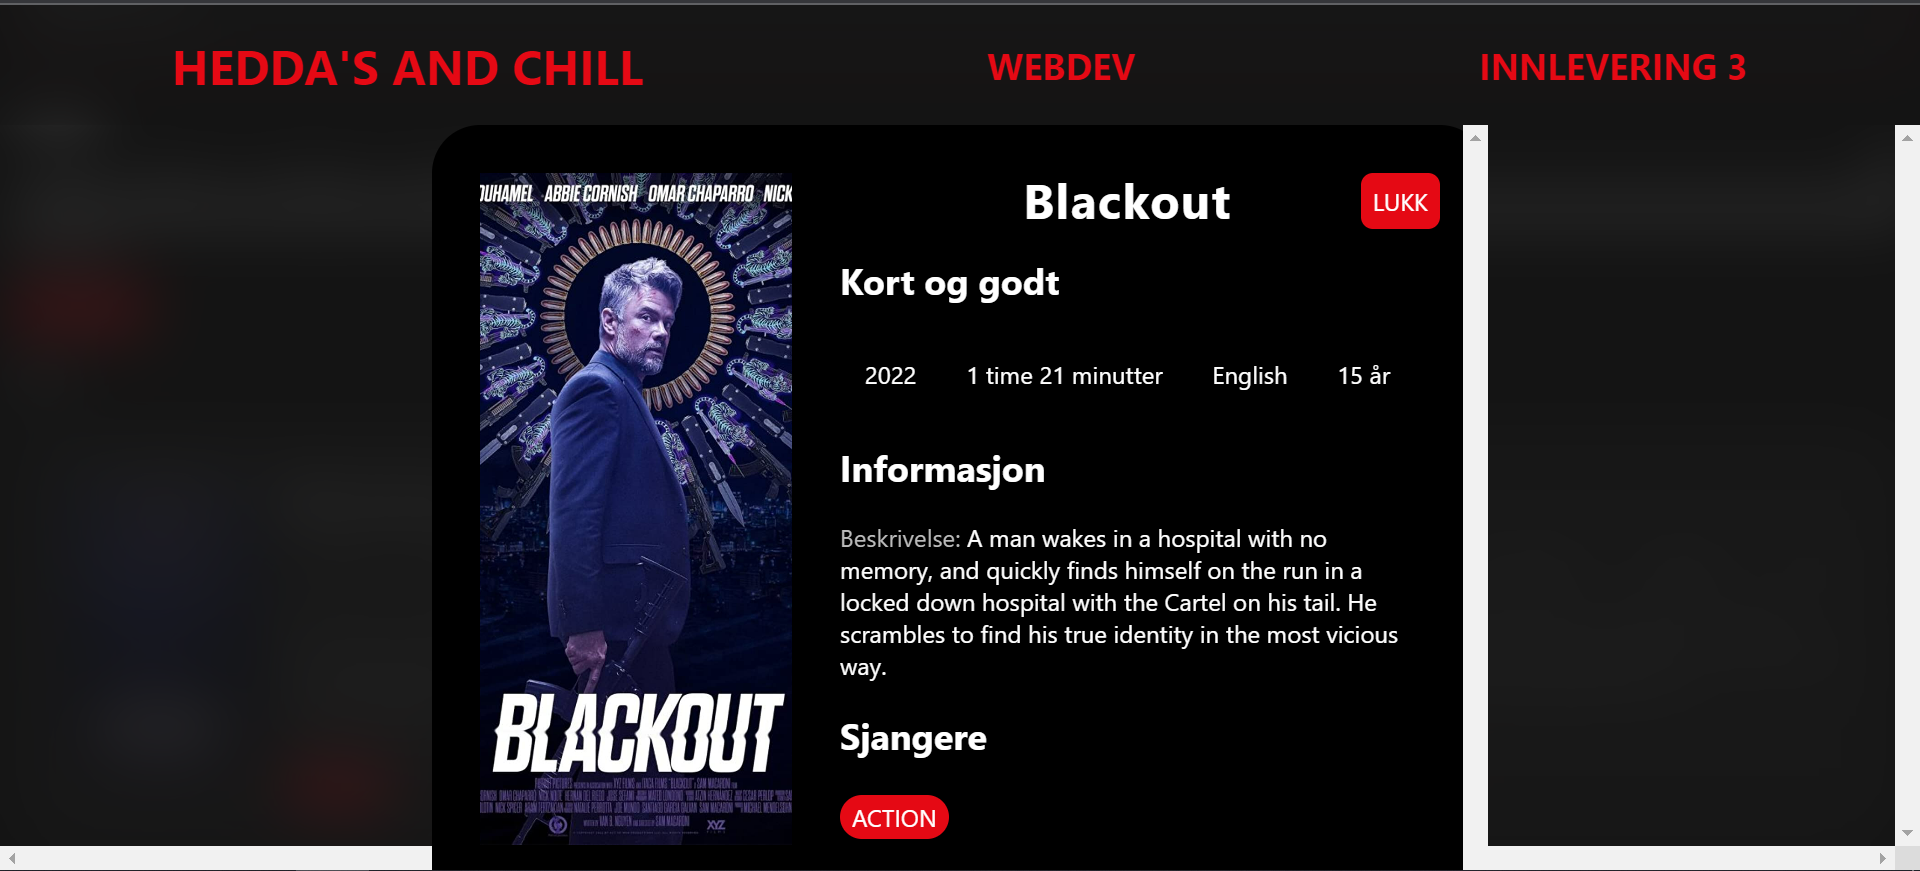 HEDDA'S AND CHILL
WEBDEV
INNLEVERING 3
DUHAMEL ABBIE CORNISH OMAR CHAPARRO NICK
BLACKOUT
XYZ
Blackout
LUKK
Kort og godt
2022
1 time 21 minutter
English
15 år
Informasjon
Beskrivelse: A man wakes in a hospital with no
memory, and quickly finds himself on the run in a
locked down hospital with the Cartel on his tail. He
scrambles to find his true identity in the most vicious
way.
Sjangere
ACTION